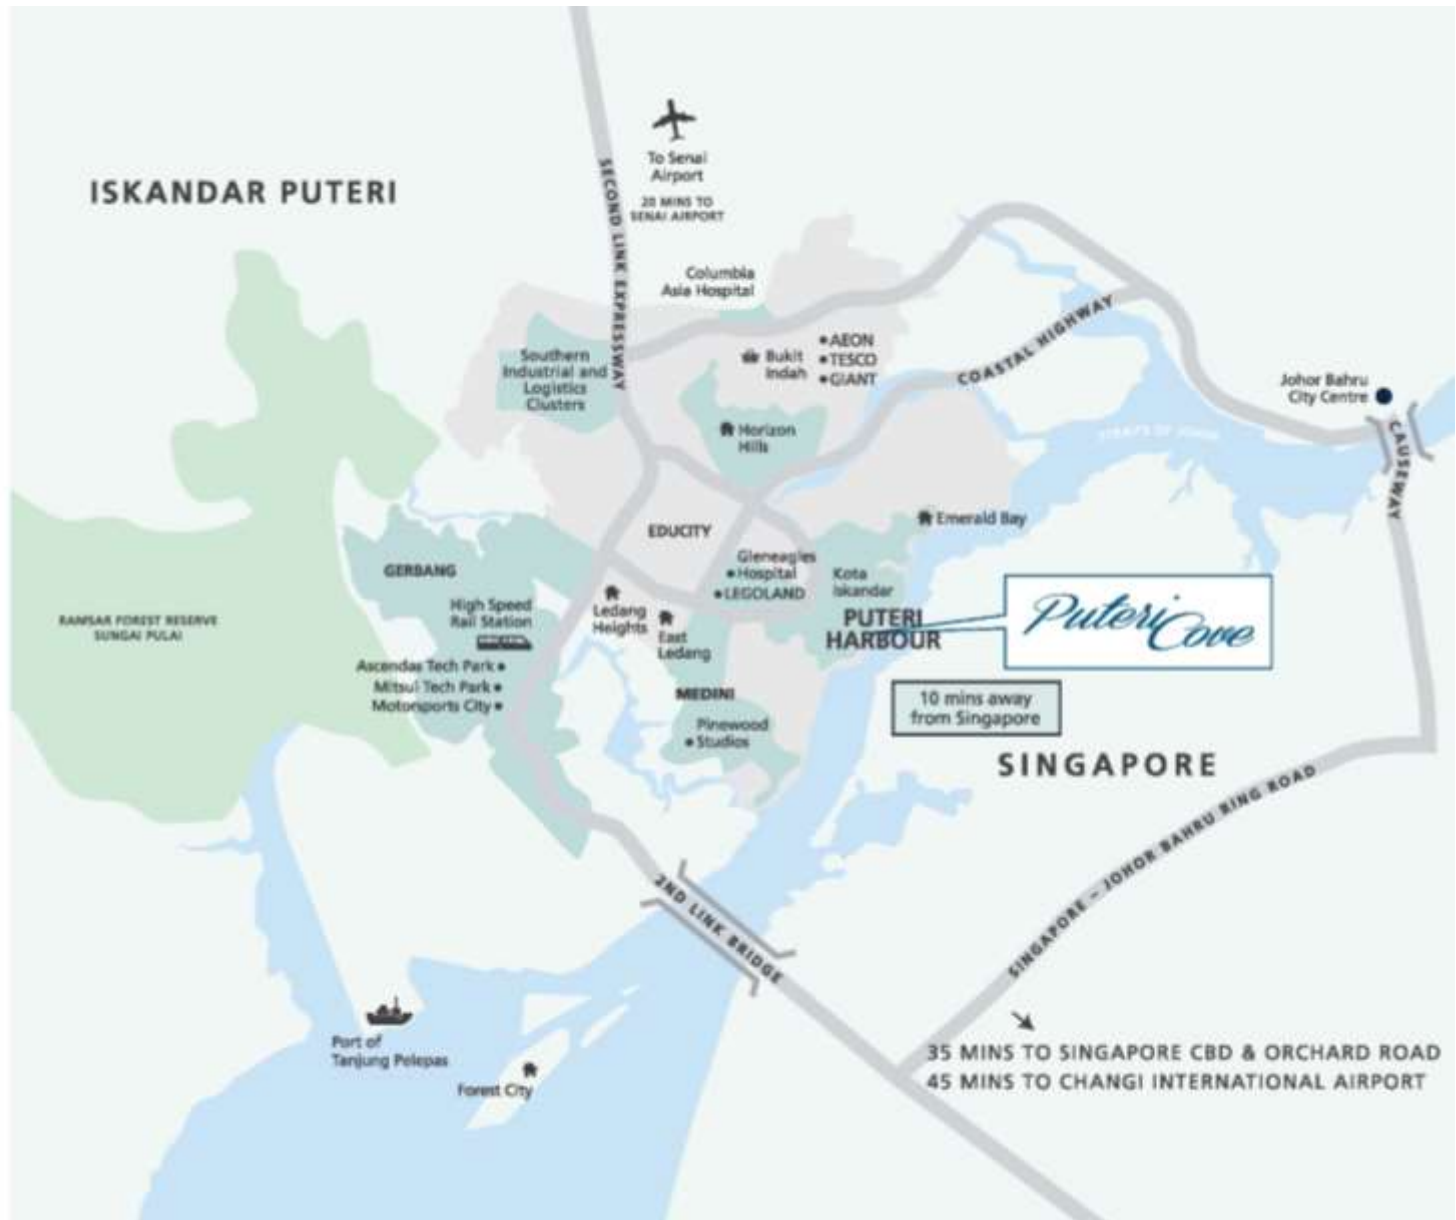 To Senai
Airport
20 MINS TO
SENAI AIRPORT
ISKANDAR PUTERI
SECOND LINK EXPRESSWAY
Columbia
Asia Hospital
Southern
Industrial and
Logistics
Clusters
Bukit
Indah
AEON
TESCO
GIANT
COASTAL HIGHWAY
Johor Bahru
City Centre
CAUSEWAY
Horizon
Hills
STRAITS OF JOHOR
Emerald Bay
EDUCITY
Gleneagles
Hospital
LEGOLAND
Kota
Iskandar
PUTERI
HARBOUR
Puteri Cove
GERBANG
High Speed
Rail Station
Ledang
Heights
East
Ledang
RAMSAR FOREST RESERVE
SUNGAI PULAI
Ascendas Tech Park
Mitsui Tech Park
Motorsports City
MEDINI
Pinewood
Studios
10 mins away
from Singapore
SINGAPORE
SINGAPORE – JOHOR BAHRU RING ROAD
2ND LINK BRIDGE
Port of
Tanjung Pelepas
Forest City
35 MINS TO SINGAPORE CBD & ORCHARD ROAD
45 MINS TO CHANGI INTERNATIONAL AIRPORT